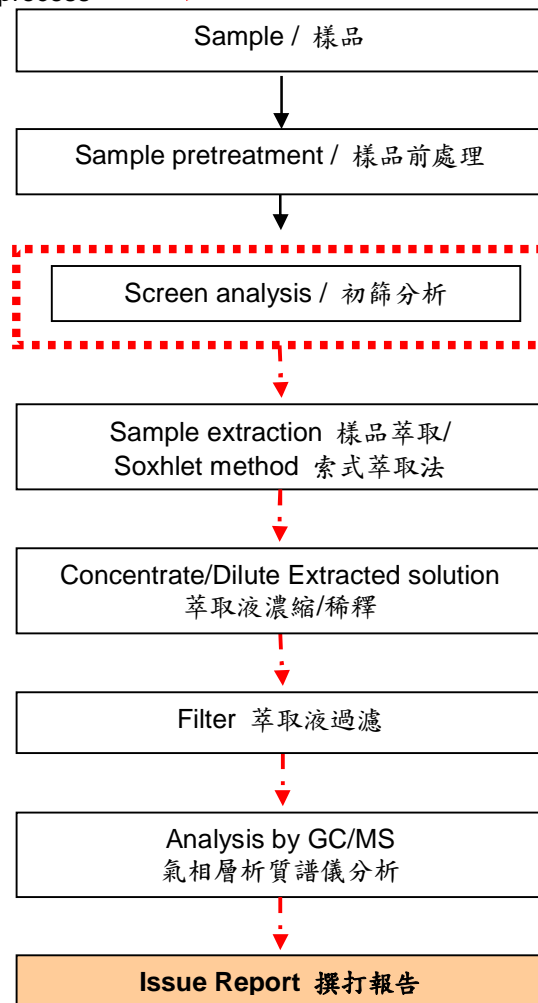 process
Sample / 樣品
Sample pretreatment / 樣品前處理
Screen analysis / 初篩分析
Sample extraction 樣品萃取/
Soxhlet method 索式萃取法
Concentrate/Dilute Extracted solution
萃取液濃縮/稀釋
Filter 萃取液過濾
Analysis by GC/MS
氣相層析質譜儀分析
Issue Report 撰打報告